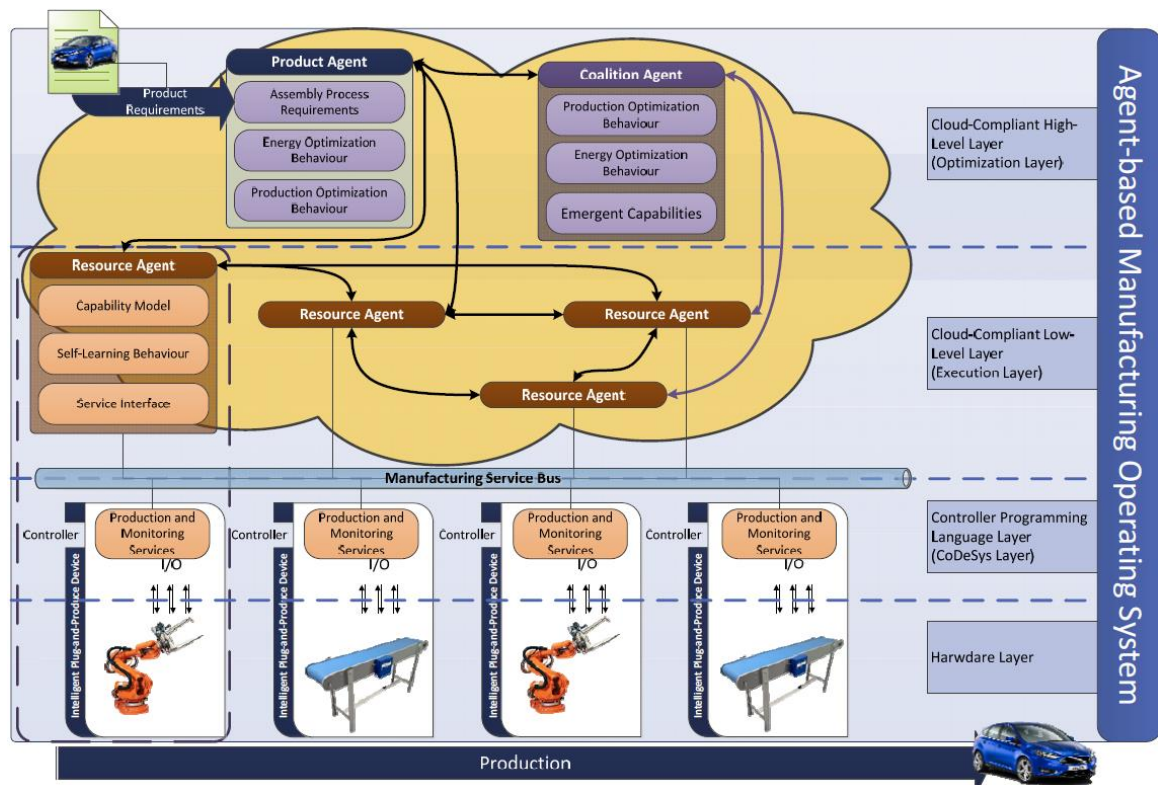 Product
Requirements
Product Agent
Assembly Process
Requirements
Energy Optimization
Behaviour
Production Optimization
Behaviour
Coalition Agent
Production Optimization
Behaviour
Energy Optimization
Behaviour
Emergent Capabilities
Cloud-Compliant High-
Level Layer
(Optimization Layer)
Agent-based Manufacturing Operating System
Resource Agent
Capability Model
Self-Learning Behaviour
Service Interface
Resource Agent
Resource Agent
Resource Agent
Cloud-Compliant Low-
Level Layer
(Execution Layer)
Manufacturing Service Bus
Controller
Production and
Monitoring
Services
I/O
Intelligent Plug-and-Produce Device
Controller
Production and
Monitoring
Services
I/O
Intelligent Plug-and-Produce Device
Controller
Production and
Monitoring
Services
I/O
Intelligent Plug-and-Produce Device
Controller
Production and
Monitoring
Services
I/O
Intelligent Plug-and-Produce Device
Controller Programming
Language Layer
(CoDeSys Layer)
Harwdare Layer
Production